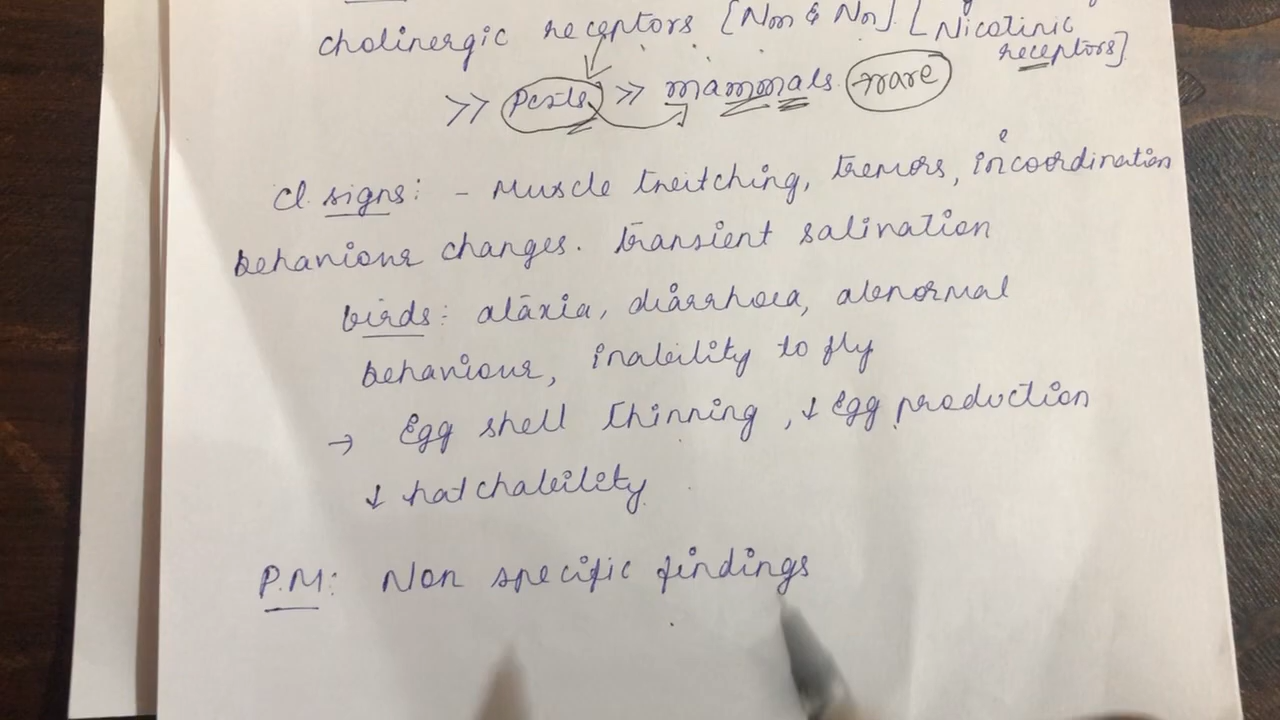 cholinergic receptors [Nm & Nn] [Nicotinic
receptors]
>> Pests >> mammals rare
Cl. signs: - Muscle twitching, tremors, incoordination
behaviour changes. transient salivation
birds: ataxia, diarrhoea, abnormal
behaviour, inability to fly
→ Egg shell thinning, ↓ Egg production
↓ hatchability
P.M: Non specific findings